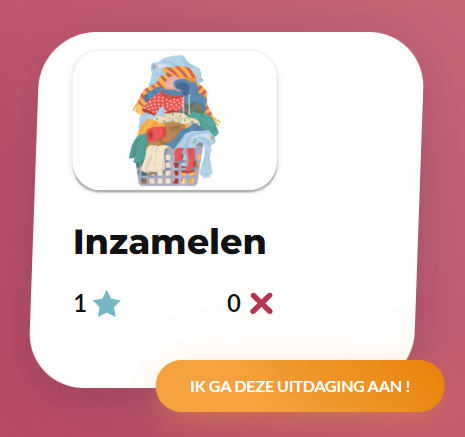 Inzamelen
1
0
IK GA DEZE UITDAGING AAN !